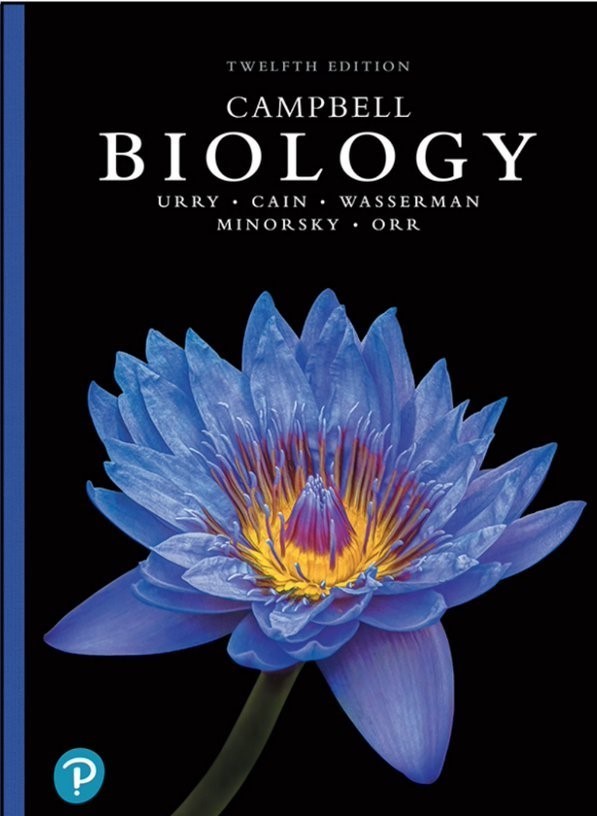 TWELFTH EDITION
CAMPBELL
BIOLOGY
URRY • CAIN • WASSERMAN
MINORSKY • ORR
P